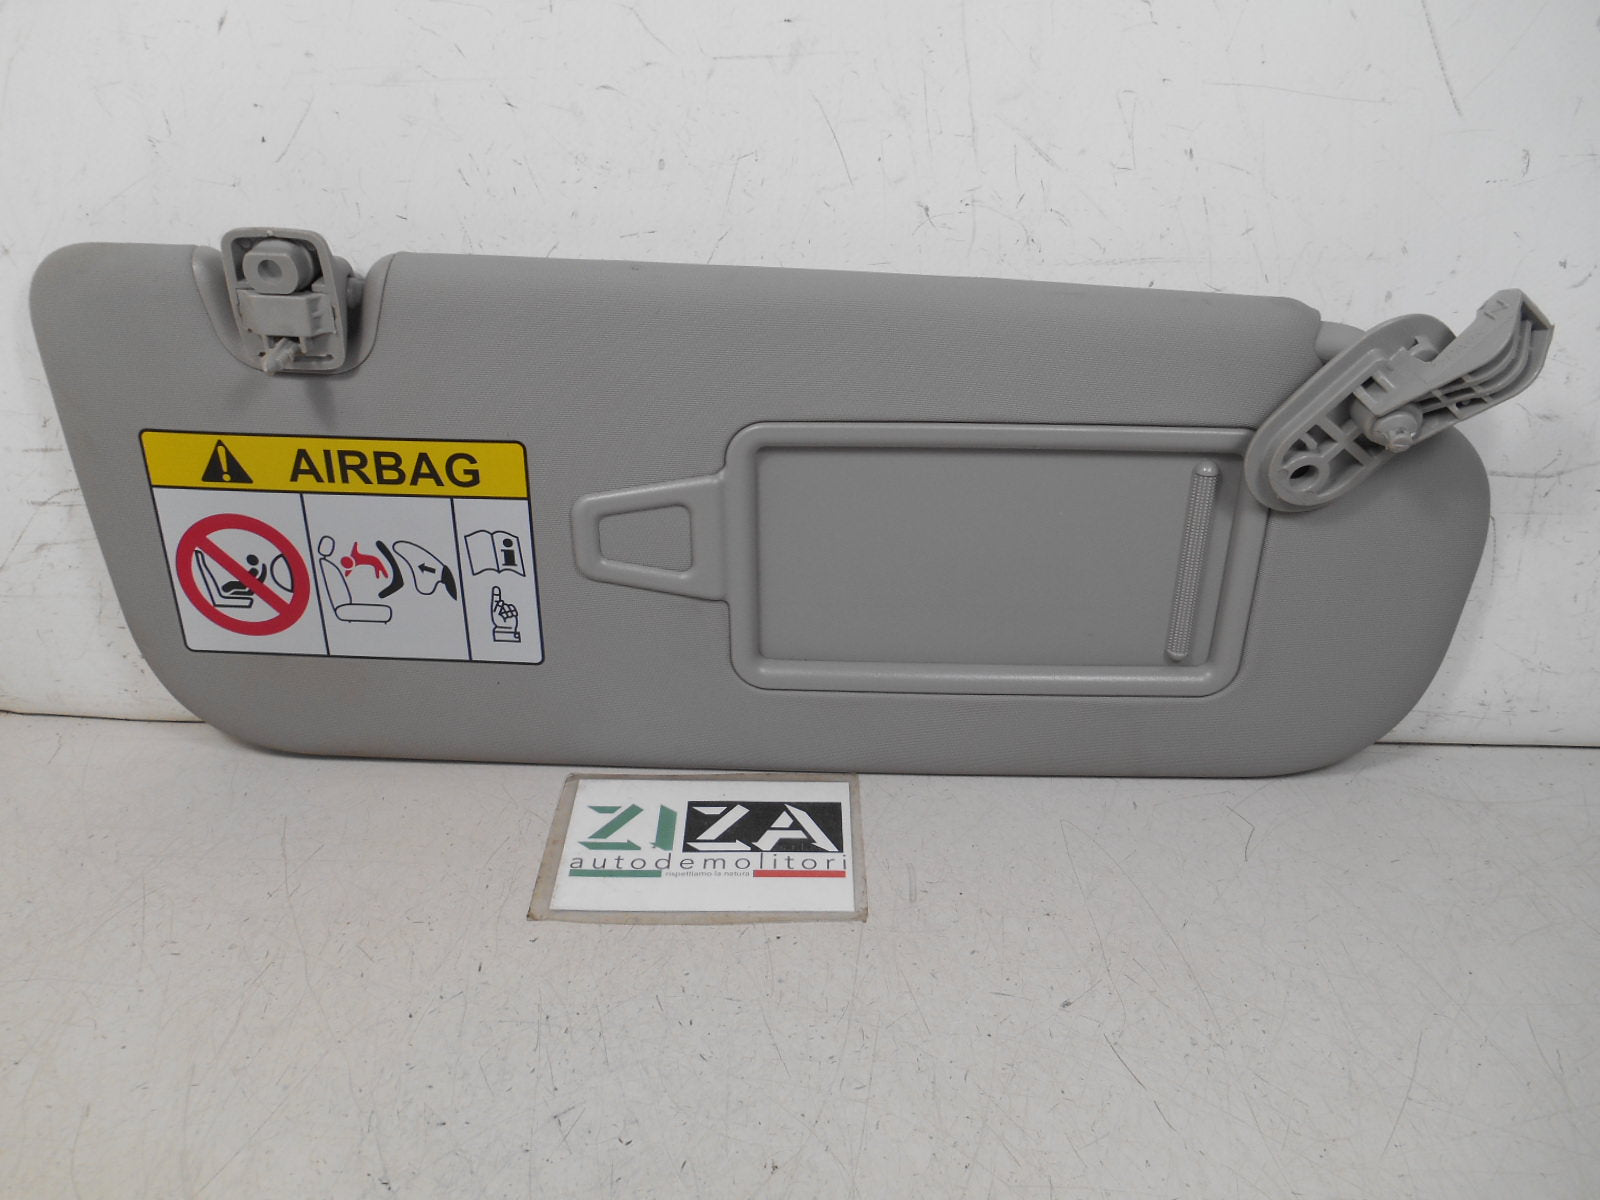 AIRBAG
ZIZA
autodemolitori
rispettiamo la natura